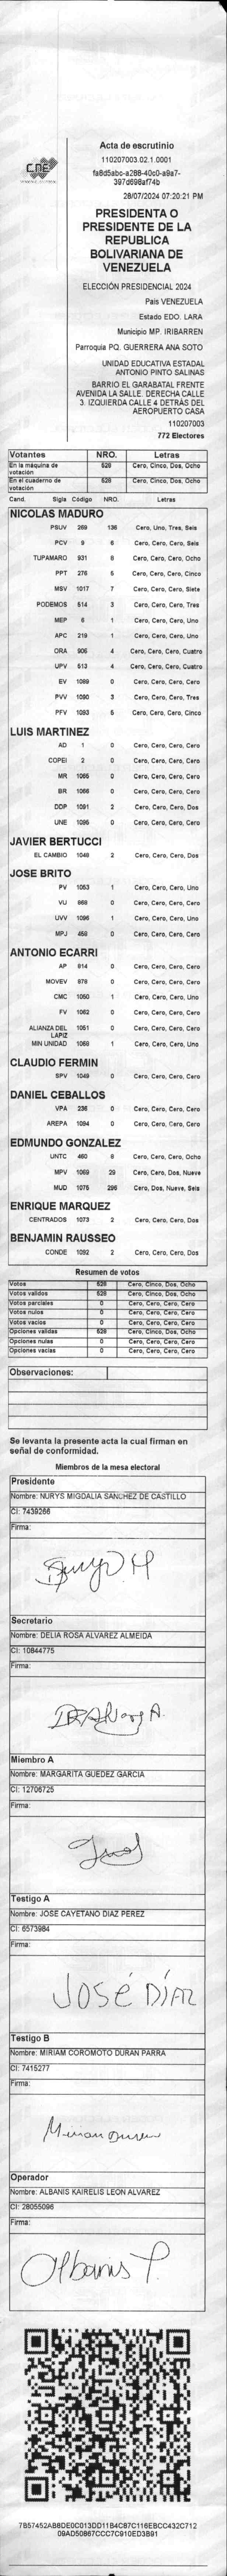 CNE
Acta de escrutinio
110207003.02.1.0001
fa8d5abc-a288-40c0-a9a7-
397d698af74b
28/07/2024 07:20:21 PM
PRESIDENTA O
PRESIDENTE DE LA
REPUBLICA
BOLIVARIANA DE
VENEZUELA
ELECCIÓN PRESIDENCIAL 2024
Pais VENEZUELA
Estado EDO. LARA
Municipio MP. IRIBARREN
Parroquia PQ. GUERRERA ANA SOTO
UNIDAD EDUCATIVA ESTADAL
ANTONIO PINTO SALINAS
BARRIO EL GARABATAL FRENTE
AVENIDA LA SALLE. DERECHA CALLE
3. IZQUIERDA CALLE 4 DETRÁS DEL
AEROPUERTO CASA
110207003
772 Electores
Votantes NRO. Letras
En la máquina de votación 528 Cero, Cinco, Dos, Ocho
En el cuaderno de votación 528 Cero, Cinco, Dos, Ocho
Cand. Sigla Código NRO. Letras
NICOLAS MADURO
PSUV 269 136 Cero, Uno, Tres, Seis
PCV 9 6 Cero, Cero, Cero, Seis
TUPAMARO 931 8 Cero, Cero, Cero, Ocho
PPT 276 5 Cero, Cero, Cero, Cinco
MSV 1017 7 Cero, Cero, Cero, Siete
PODEMOS 514 3 Cero, Cero, Cero, Tres
MEP 6 1 Cero, Cero, Cero, Uno
APC 219 1 Cero, Cero, Cero, Uno
ORA 906 4 Cero, Cero, Cero, Cuatro
UPV 513 4 Cero, Cero, Cero, Cuatro
EV 1089 0 Cero, Cero, Cero, Cero
PVV 1090 3 Cero, Cero, Cero, Tres
PFV 1093 5 Cero, Cero, Cero, Cinco
LUIS MARTINEZ
AD 1 0 Cero, Cero, Cero, Cero
COPEI 2 0 Cero, Cero, Cero, Cero
MR 1065 0 Cero, Cero, Cero, Cero
BR 1066 0 Cero, Cero, Cero, Cero
DDP 1091 2 Cero, Cero, Cero, Dos
UNE 1095 0 Cero, Cero, Cero, Cero
JAVIER BERTUCCI
EL CAMBIO 1048 2 Cero, Cero, Cero, Dos
JOSE BRITO
PV 1053 1 Cero, Cero, Cero, Uno
VU 868 0 Cero, Cero, Cero, Cero
UVV 1096 1 Cero, Cero, Cero, Uno
MPJ 459 0 Cero, Cero, Cero, Cero
ANTONIO ECARRI
AP 814 0 Cero, Cero, Cero, Cero
MOVEV 979 0 Cero, Cero, Cero, Cero
CMC 1050 1 Cero, Cero, Cero, Uno
FV 1062 0 Cero, Cero, Cero, Cero
ALIANZA DEL LAPIZ 1051 0 Cero, Cero, Cero, Cero
MIN UNIDAD 1068 1 Cero, Cero, Cero, Uno
CLAUDIO FERMIN
SPV 1049 0 Cero, Cero, Cero, Cero
DANIEL CEBALLOS
VPA 236 0 Cero, Cero, Cero, Cero
AREPA 1094 0 Cero, Cero, Cero, Cero
EDMUNDO GONZALEZ
UNTC 460 8 Cero, Cero, Cero, Ocho
MPV 1069 29 Cero, Cero, Dos, Nueve
MUD 1075 296 Cero, Dos, Nueve, Seis
ENRIQUE MARQUEZ
CENTRADOS 1073 2 Cero, Cero, Cero, Dos
BENJAMIN RAUSSEO
CONDE 1092 2 Cero, Cero, Cero, Dos
Resumen de votos
Votos 528 Cero, Cinco, Dos, Ocho
Votos validos 528 Cero, Cinco, Dos, Ocho
Votos parciales 0 Cero, Cero, Cero, Cero
Votos nulos 0 Cero, Cero, Cero, Cero
Votos vacios 0 Cero, Cero, Cero, Cero
Opciones validas 528 Cero, Cinco, Dos, Ocho
Opciones nulas 0 Cero, Cero, Cero, Cero
Opciones vacias 0 Cero, Cero, Cero, Cero
Observaciones:
Se levanta la presente acta la cual firman en
señal de conformidad.
Miembros de la mesa electoral
Presidente
Nombre: NURYS MIGDALIA SANCHEZ DE CASTILLO
CI: 7439266
Firma:
Secretario
Nombre: DELIA ROSA ALVAREZ ALMEIDA
CI: 10844775
Firma:
Miembro A
Nombre: MARGARITA GUEDEZ GARCIA
CI: 12706725
Firma:
Testigo A
Nombre: JOSE CAYETANO DIAZ PEREZ
CI: 6573984
Firma:
JOSÉ DÍAZ
Testigo B
Nombre: MIRIAM COROMOTO DURAN PARRA
CI: 7415277
Firma:
Operador
Nombre: ALBANIS KAIRELIS LEON ALVAREZ
CI: 28055096
Firma:
7B57452AB8DE0C013DD11B4C87C116EBCC432C712
09AD50867CCC7C910ED3B91